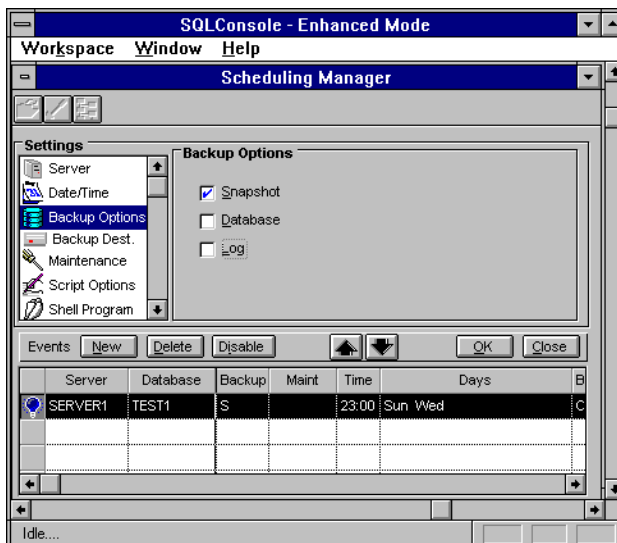 SQLConsole - Enhanced Mode
Workspace Window Help
Scheduling Manager
Settings
Server
Date/Time
Backup Options
Backup Dest.
Maintenance
Script Options
Shell Program
Backup Options
Snapshot
Database
Log
Events New Delete Disable OK Close
Server Database Backup Maint Time Days B
SERVER1 TEST1 S 23:00 Sun Wed C
Idle....